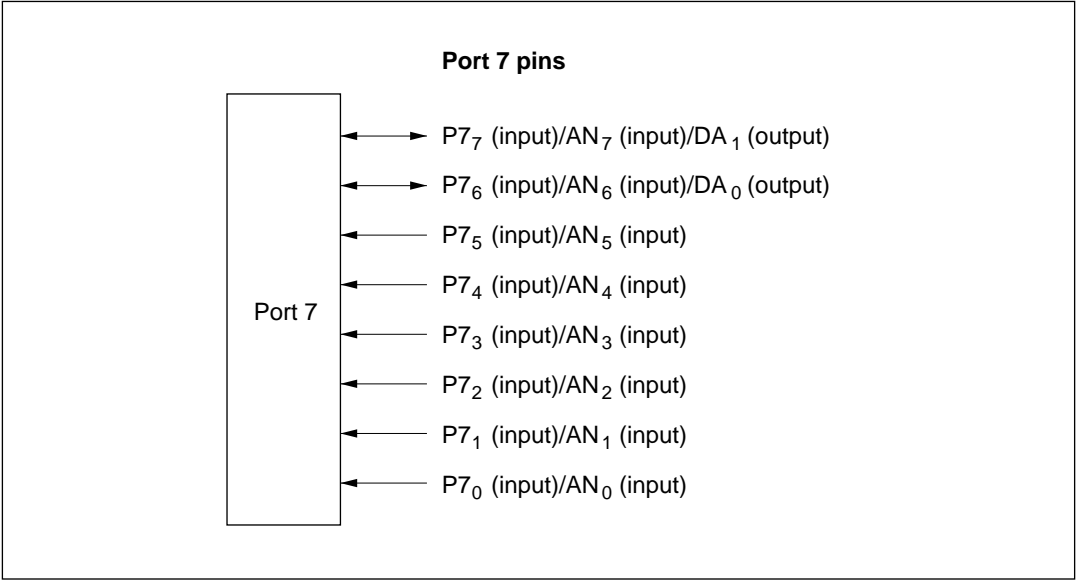 Port 7 pins
P7₇ (input)/AN₇ (input)/DA₁ (output)
P7₆ (input)/AN₆ (input)/DA₀ (output)
P7₅ (input)/AN₅ (input)
P7₄ (input)/AN₄ (input)
Port 7
P7₃ (input)/AN₃ (input)
P7₂ (input)/AN₂ (input)
P7₁ (input)/AN₁ (input)
P7₀ (input)/AN₀ (input)